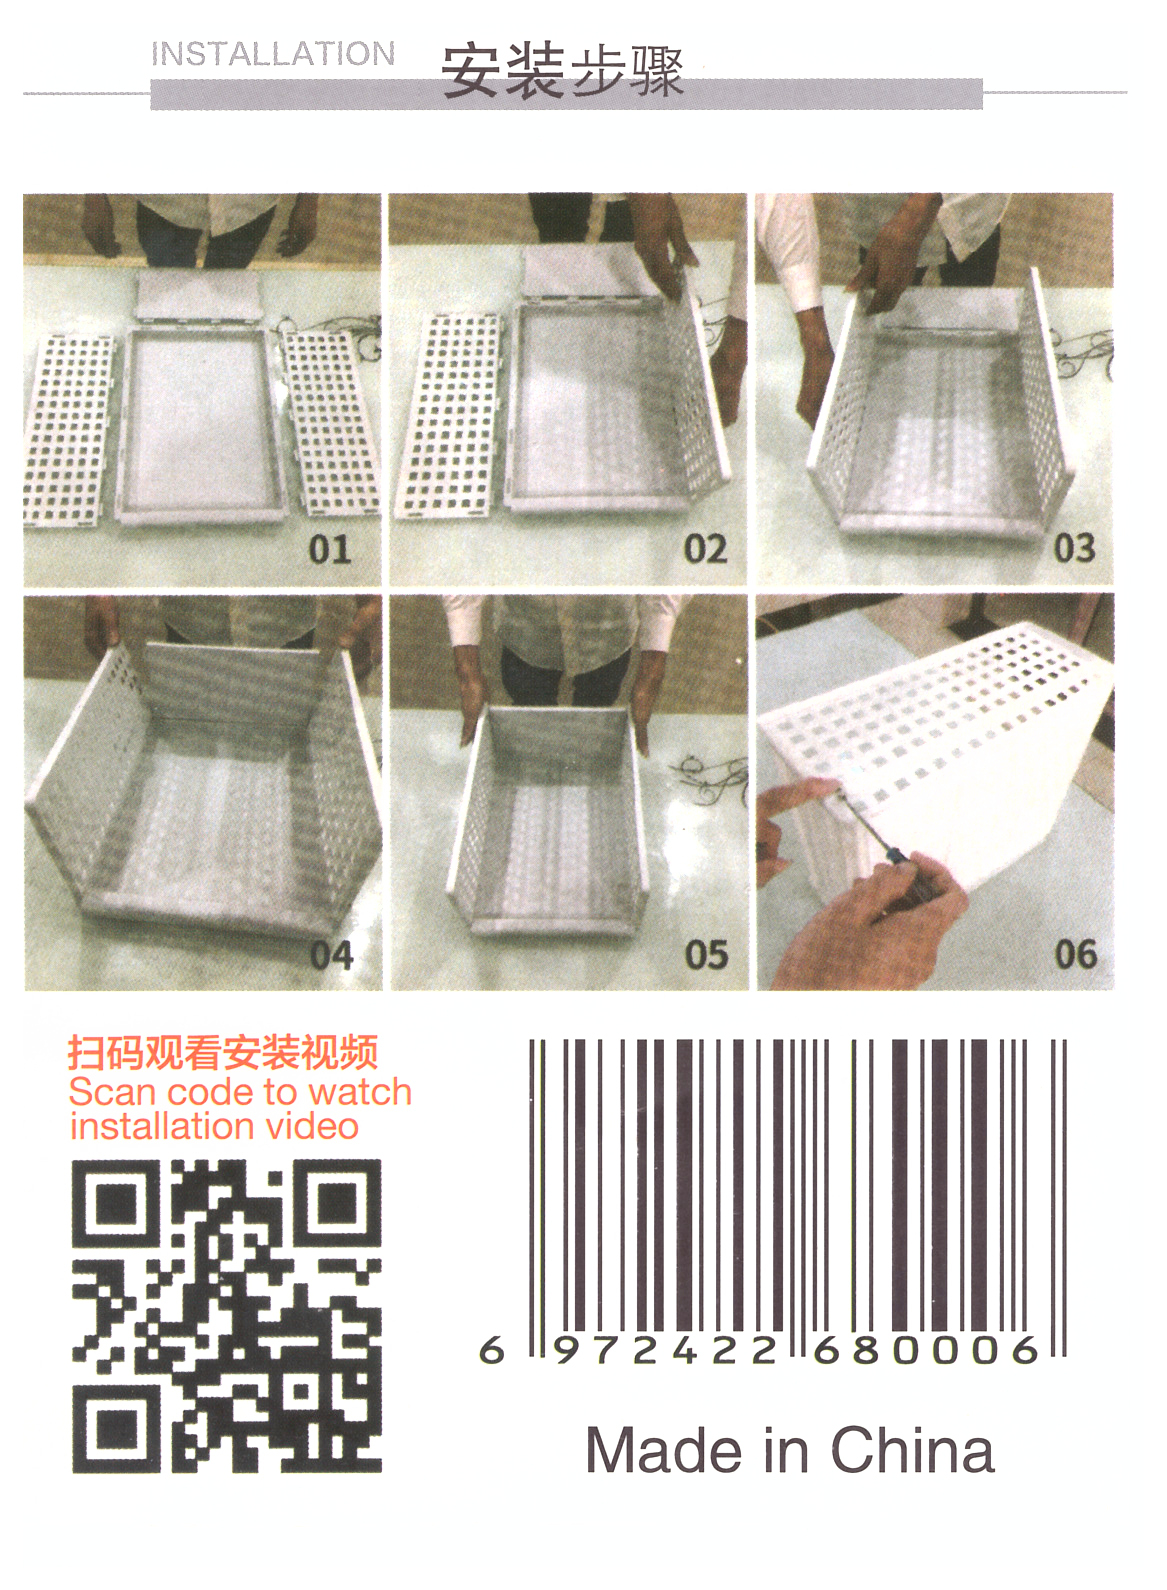 INSTALLATION 安装步骤
01
02
03
04
05
06
扫码观看安装视频
Scan code to watch
installation video
6 972422 680006
Made in China